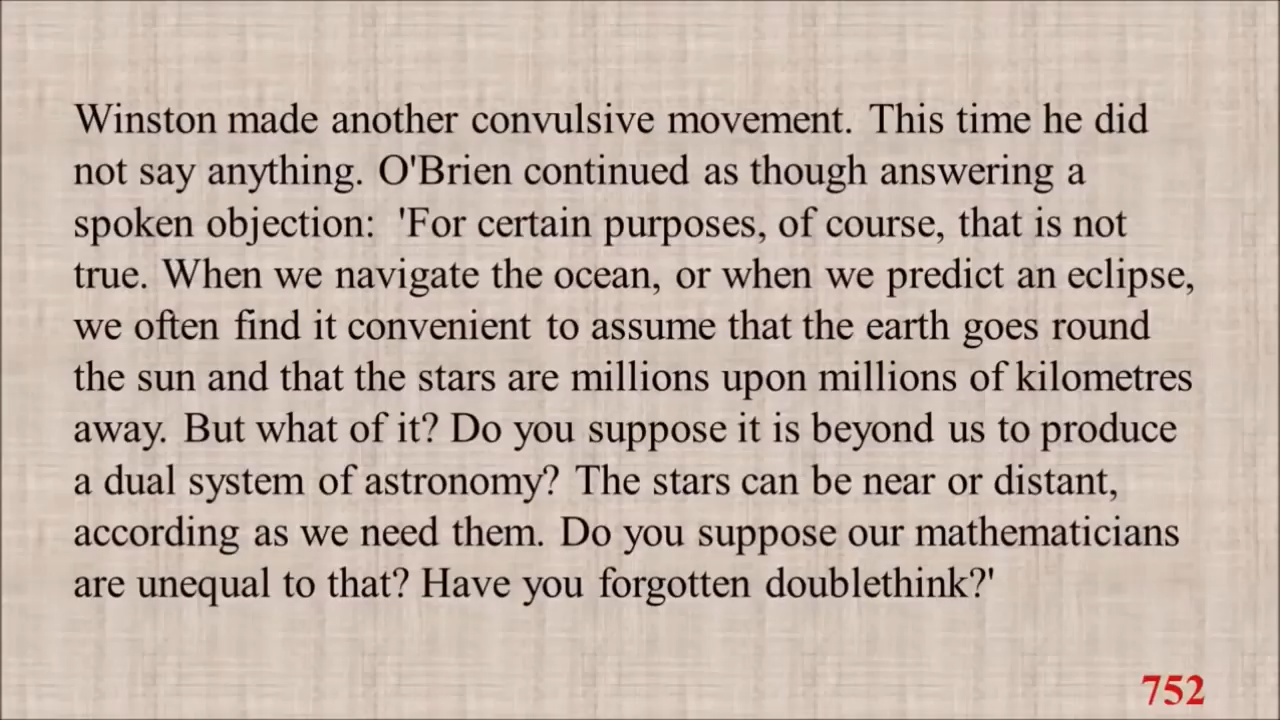 Winston made another convulsive movement. This time he did
not say anything. O'Brien continued as though answering a
spoken objection: 'For certain purposes, of course, that is not
true. When we navigate the ocean, or when we predict an eclipse,
we often find it convenient to assume that the earth goes round
the sun and that the stars are millions upon millions of kilometres
away. But what of it? Do you suppose it is beyond us to produce
a dual system of astronomy? The stars can be near or distant,
according as we need them. Do you suppose our mathematicians
are unequal to that? Have you forgotten doublethink?'
752